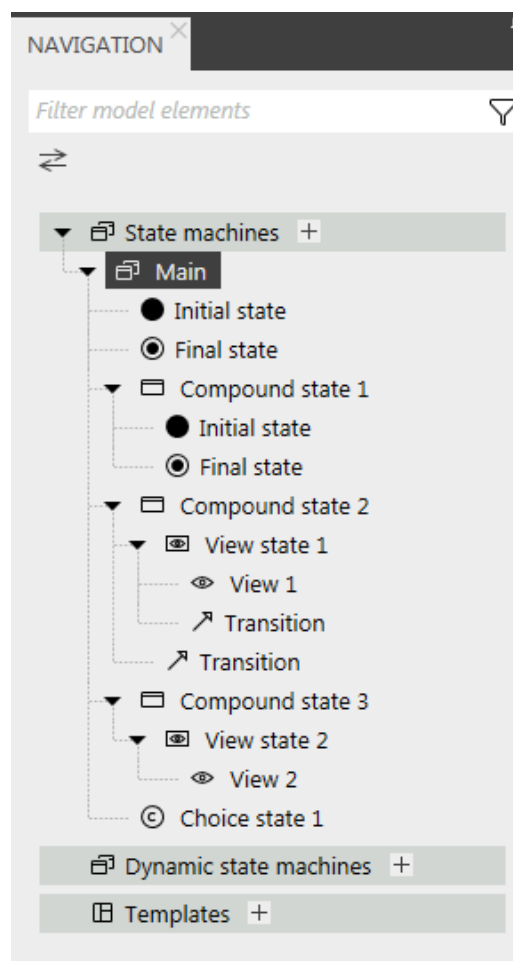 NAVIGATION
Filter model elements
State machines +
Main
Initial state
Final state
Compound state 1
Initial state
Final state
Compound state 2
View state 1
View 1
Transition
Transition
Compound state 3
View state 2
View 2
© Choice state 1
Dynamic state machines +
Templates +